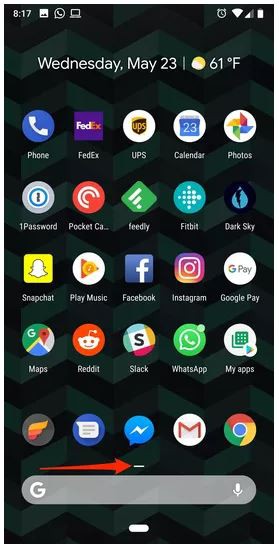 8:17
Wednesday, May 23 | 61 °F
FedEx
ups
23
Phone FedEx UPS Calendar Photos
1Password Pocket Ca... feedly Fitbit Dark Sky
G Pay
Snapchat Play Music Facebook Instagram Google Pay
Maps Reddit Slack WhatsApp My apps
G